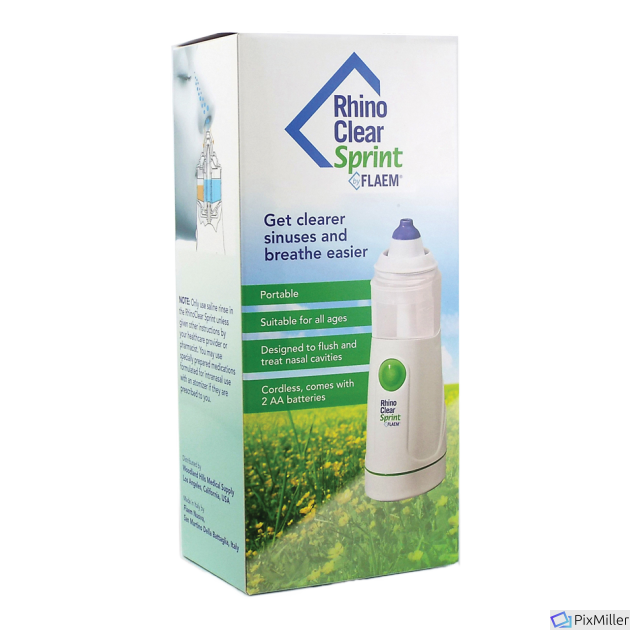 Rhino
Clear
Sprint
by FLAEM®
Get clearer
sinuses and
breathe easier
Portable
Suitable for all ages
Designed to flush and
treat nasal cavities
Cordless, comes with
2 AA batteries
Rhino
Clear
Sprint
by FLAEM
NOTE: Only use saline rinse in
the RhinoClear Sprint unless
given other instructions by
your healthcare provider or
pharmacist. You may use
specially prepared medications
formulated for intranasal use
with an atomizer if they are
prescribed to you.
Distributed by
Woodland Hills Medical Supply
Los Angeles, California, USA
Made in Italy by
Flaem Nuova,
San Martino Della Battaglia, Italy
PixMiller